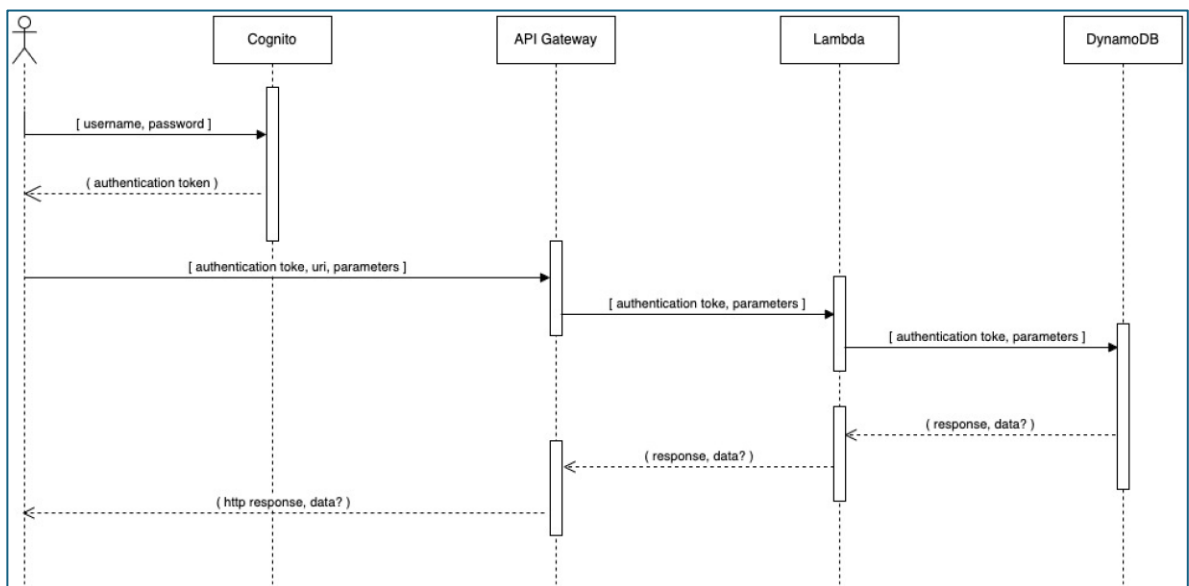 Cognito
API Gateway
Lambda
DynamoDB
[ username, password ]
( authentication token )
[ authentication toke, uri, parameters ]
[ authentication toke, parameters ]
[ authentication toke, parameters ]
( response, data? )
( response, data? )
( http response, data? )